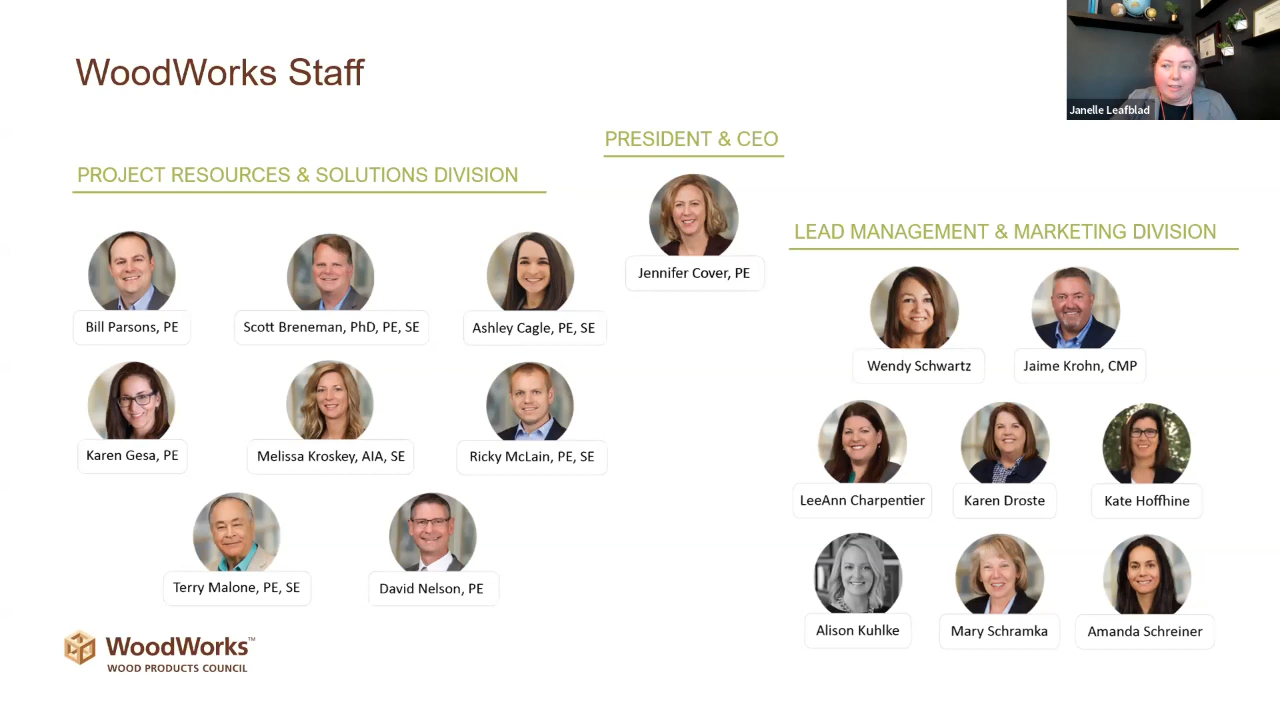 WoodWorks Staff
Janelle Leafblad
PRESIDENT & CEO
Jennifer Cover, PE
PROJECT RESOURCES & SOLUTIONS DIVISION
Bill Parsons, PE
Scott Breneman, PhD, PE, SE
Ashley Cagle, PE, SE
Karen Gesa, PE
Melissa Kroskey, AIA, SE
Ricky McLain, PE, SE
Terry Malone, PE, SE
David Nelson, PE
LEAD MANAGEMENT & MARKETING DIVISION
Wendy Schwartz
Jaime Krohn, CMP
LeeAnn Charpentier
Karen Droste
Kate Hoffhine
Alison Kuhlke
Mary Schramka
Amanda Schreiner
WoodWorks™
WOOD PRODUCTS COUNCIL